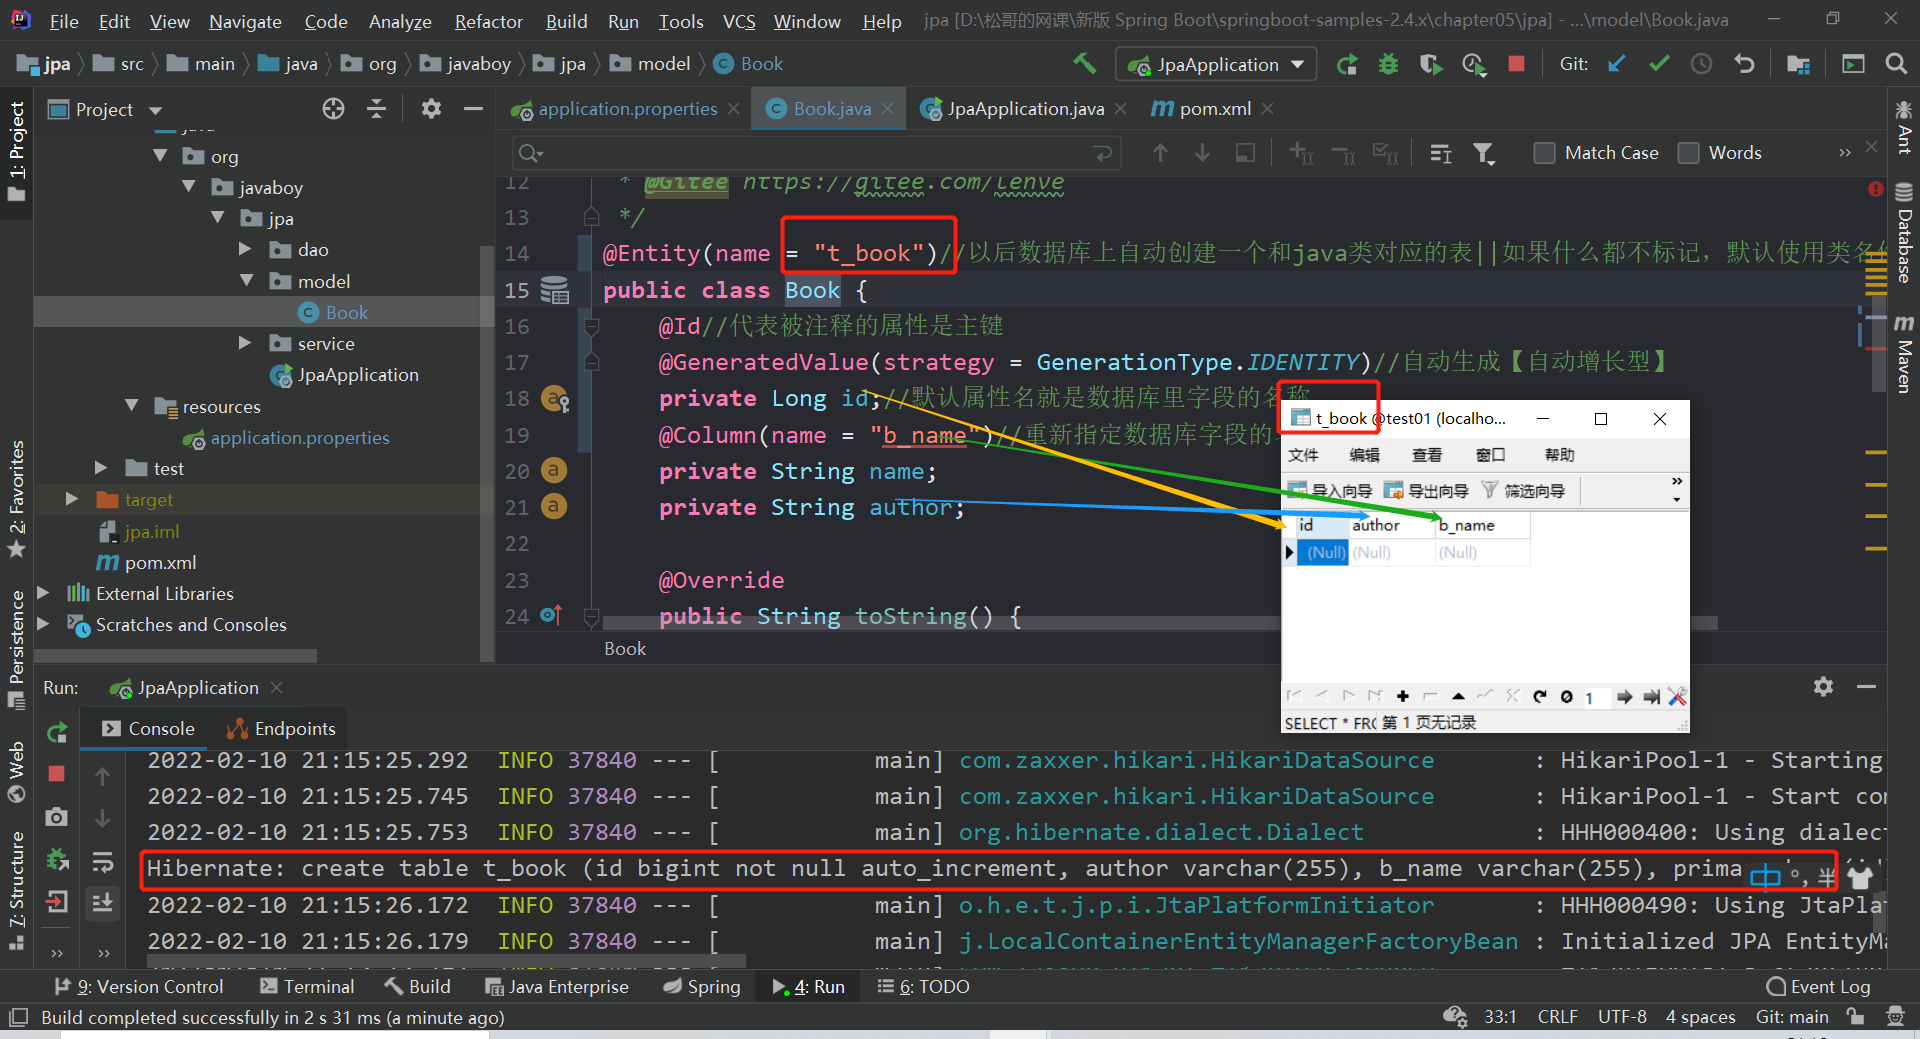 File Edit View Navigate Code Analyze Refactor Build Run Tools VCS Window Help jpa [D:\松哥的网课\新版 Spring Boot\springboot-samples-2.4.x\chapter05\jpa] - ...\model\Book.java
jpa src main java org javaboy jpa model Book JpaApplication Git:
Project
application.properties Book.java JpaApplication.java pom.xml
Match Case Words
1: Project
2: Favorites
Persistence
Web
7: Structure
java
org
javaboy
jpa
dao
model
Book
service
JpaApplication
resources
application.properties
test
target
jpa.iml
pom.xml
External Libraries
Scratches and Consoles
12 * @Gitee https://gitee.com/lenve
13 */
14 @Entity(name = "t_book")//以后数据库上自动创建一个和java类对应的表||如果什么都不标记，默认使用类名
15 public class Book {
16 @Id//代表被注释的属性是主键
17 @GeneratedValue(strategy = GenerationType.IDENTITY)//自动生成【自动增长型】
18 private Long id;//默认属性名就是数据库里字段的名称
19 @Column(name = "b_name")//重新指定数据库字段的
20 private String name;
21 private String author;
22
23 @Override
24 public String toString() {
Book
Ant
Database
Maven
t_book @test01 (localho...
文件 编辑 查看 窗口 帮助
导入向导 导出向导 筛选向导
id author b_name
(Null) (Null) (Null)
1
SELECT * FRO 第 1 页无记录
Run: JpaApplication
Console Endpoints
2022-02-10 21:15:25.292 INFO 37840 --- [ main] com.zaxxer.hikari.HikariDataSource : HikariPool-1 - Starting
2022-02-10 21:15:25.745 INFO 37840 --- [ main] com.zaxxer.hikari.HikariDataSource : HikariPool-1 - Start co
2022-02-10 21:15:25.753 INFO 37840 --- [ main] org.hibernate.dialect.Dialect : HHH000400: Using dialect
Hibernate: create table t_book (id bigint not null auto_increment, author varchar(255), b_name varchar(255), prima 中 °, 半
2022-02-10 21:15:26.172 INFO 37840 --- [ main] o.h.e.t.j.p.i.JtaPlatformInitiator : HHH000490: Using JtaPlat
2022-02-10 21:15:26.179 INFO 37840 --- [ main] j.LocalContainerEntityManagerFactoryBean : Initialized JPA EntityMa
9: Version Control Terminal Build Java Enterprise Spring 4: Run 6: TODO Event Log
Build completed successfully in 2 s 31 ms (a minute ago) 33:1 CRLF UTF-8 4 spaces Git: main